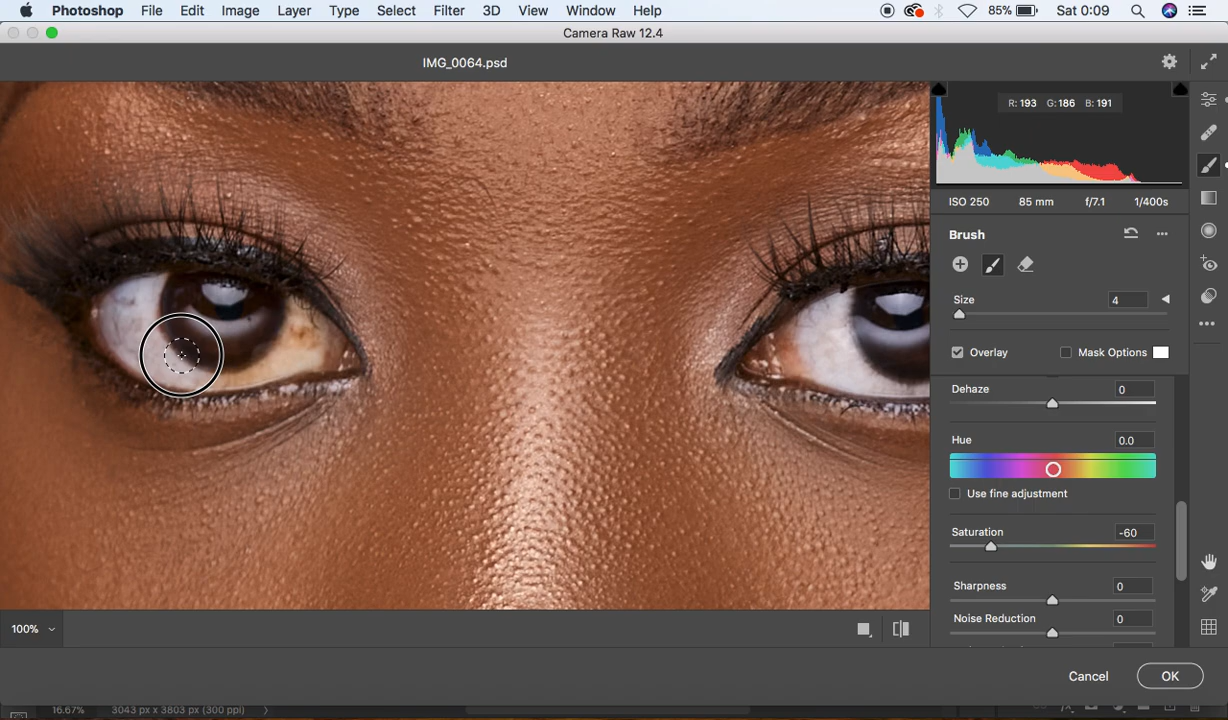 Photoshop File Edit Image Layer Type Select Filter 3D View Window Help 85% Sat 0:09
Camera Raw 12.4
IMG_0064.psd
R: 193 G: 186 B: 191
ISO 250 85 mm f/7.1 1/400s
Brush
Size 4
Overlay Mask Options
Dehaze 0
Hue 0.0
Use fine adjustment
Saturation -60
Sharpness 0
Noise Reduction 0
100%
Cancel OK
16.67% 3043 px x 3803 px (300 ppi)